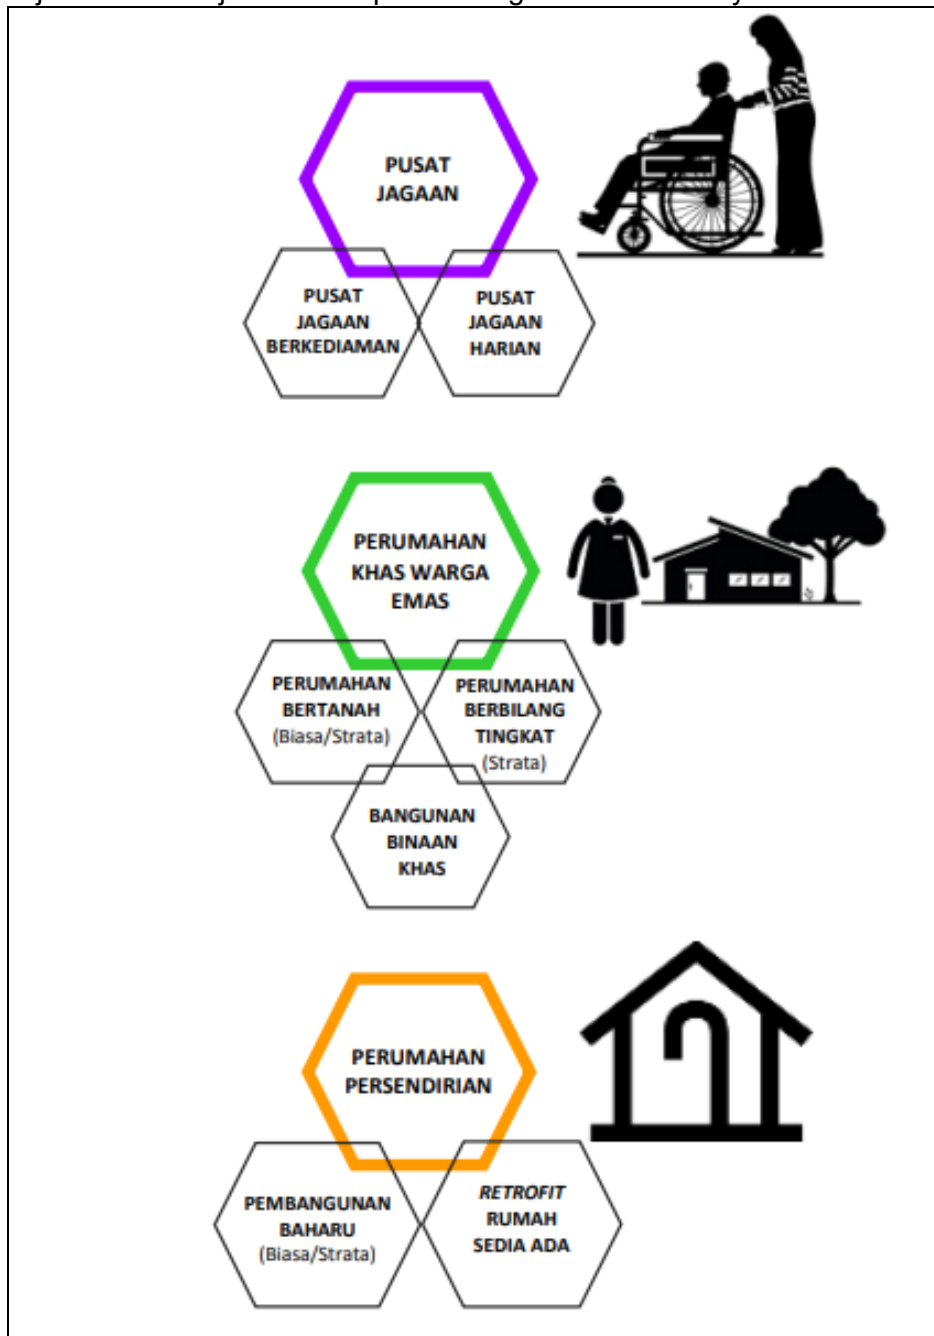 PUSAT
JAGAAN
PUSAT
JAGAAN
BERKEDIAMAN
PUSAT
JAGAAN
HARIAN
PERUMAHAN
KHAS WARGA
EMAS
PERUMAHAN
BERTANAH
(Biasa/Strata)
PERUMAHAN
BERBILANG
TINGKAT
(Strata)
BANGUNAN
BINAAN
KHAS
PERUMAHAN
PERSENDIRIAN
PEMBANGUNAN
BAHARU
(Biasa/Strata)
RETROFIT
RUMAH
SEDIA ADA